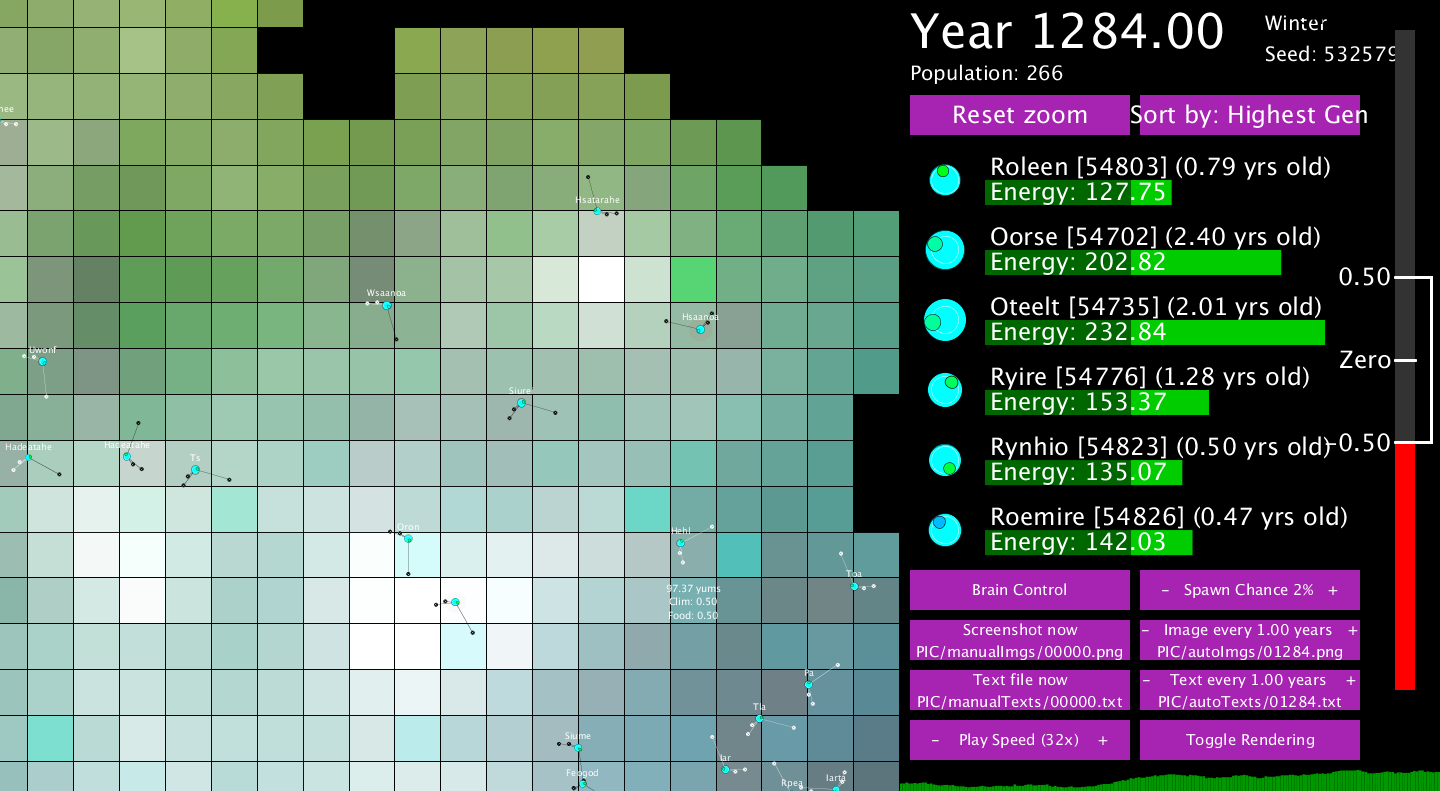 nee
Hsatarahe
Wsaanoa
Hsaanoa
Uwonf
Siurei
Hadeatahe
Hadeatahe
Ts
Oron
Hehl
Toa
97.37 yums
Clim: 0.50
Food: 0.50
Pa
Tla
Siume
Iar
Feogod
Rpea
Iarta
Year 1284.00
Winter
Seed: 532579
Population: 266
Reset zoom
Sort by: Highest Gen
Roleen [54803] (0.79 yrs old)
Energy: 127.75
Oorse [54702] (2.40 yrs old)
Energy: 202.82
Oteelt [54735] (2.01 yrs old)
Energy: 232.84
Ryire [54776] (1.28 yrs old)
Energy: 153.37
Rynhio [54823] (0.50 yrs old)
Energy: 135.07
Roemire [54826] (0.47 yrs old)
Energy: 142.03
0.50
Zero
-0.50
Brain Control
- Spawn Chance 2% +
Screenshot now
PIC/manualImgs/00000.png
- Image every 1.00 years +
PIC/autoImgs/01284.png
Text file now
PIC/manualTexts/00000.txt
- Text every 1.00 years +
PIC/autoTexts/01284.txt
- Play Speed (32x) +
Toggle Rendering